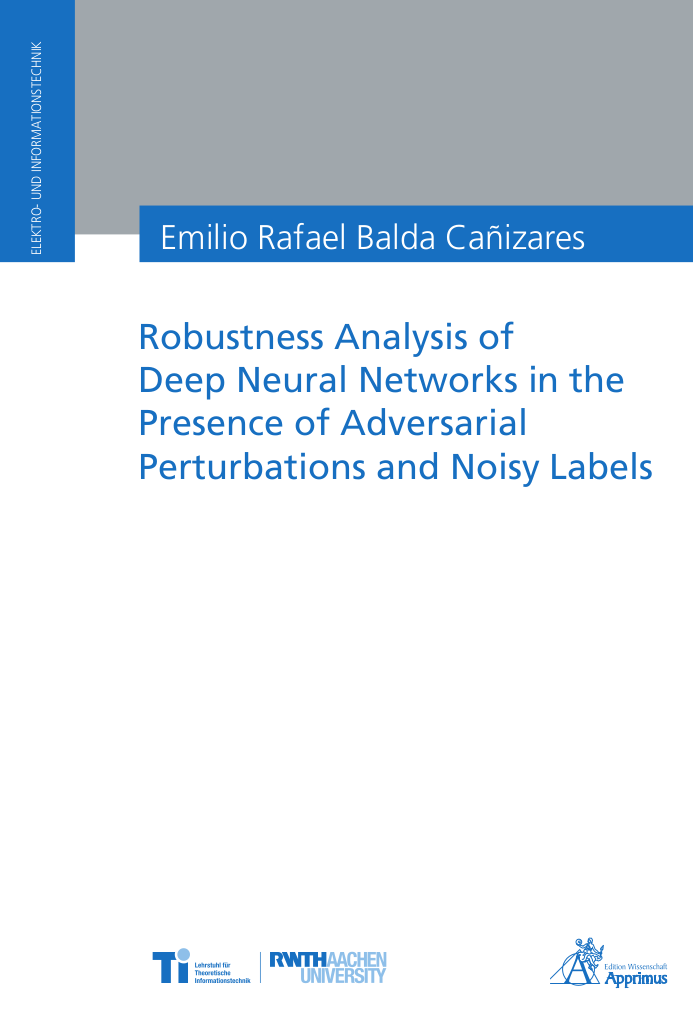 ELEKTRO- UND INFORMATIONSTECHNIK
Emilio Rafael Balda Cañizares
Robustness Analysis of
Deep Neural Networks in the
Presence of Adversarial
Perturbations and Noisy Labels
Ti
Lehrstuhl für
Theoretische
Informationstechnik
RWTHAACHEN
UNIVERSITY
A
Edition Wissenschaft
Apprimus